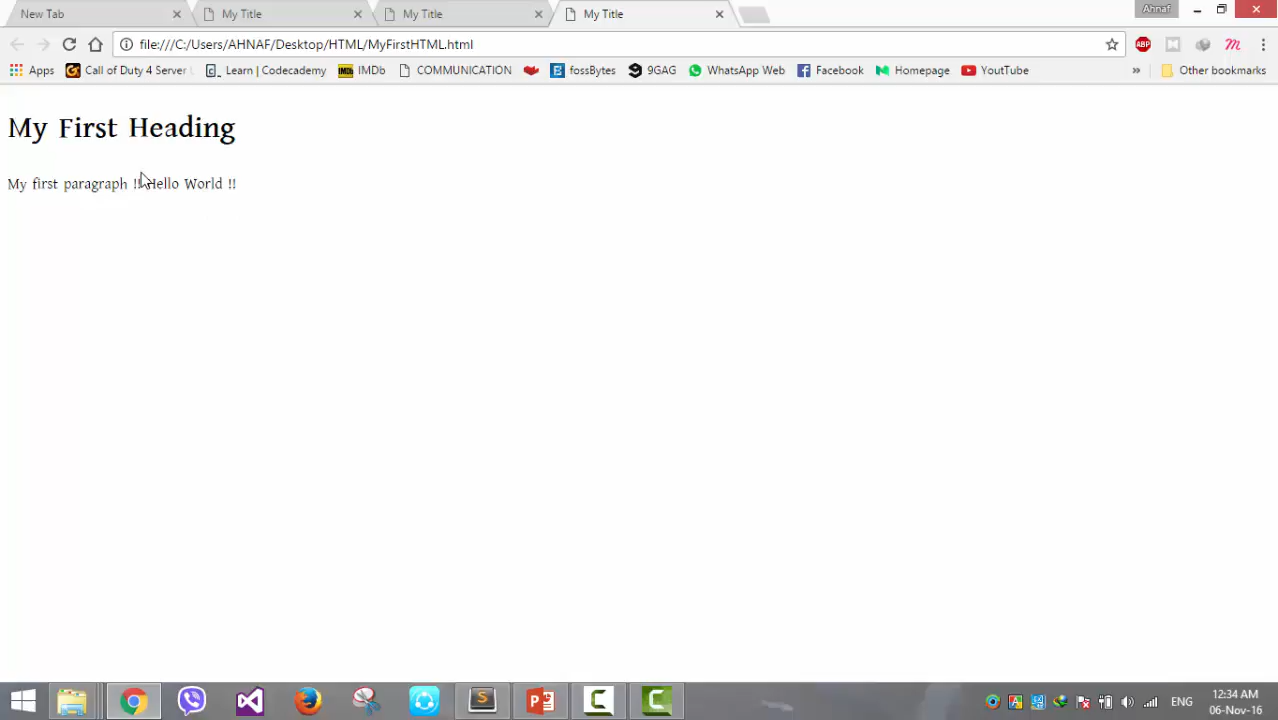 New Tab
My Title
My Title
My Title
Ahnaf
file:///C:/Users/AHNAF/Desktop/HTML/MyFirstHTML.html
ABP
Apps
Call of Duty 4 Server
Learn | Codecademy
IMDb
IMDb
COMMUNICATION
fossBytes
9GAG
WhatsApp Web
Facebook
Homepage
YouTube
»
Other bookmarks
My First Heading
My first paragraph !! Hello World !!
ENG
12:34 AM
06-Nov-16